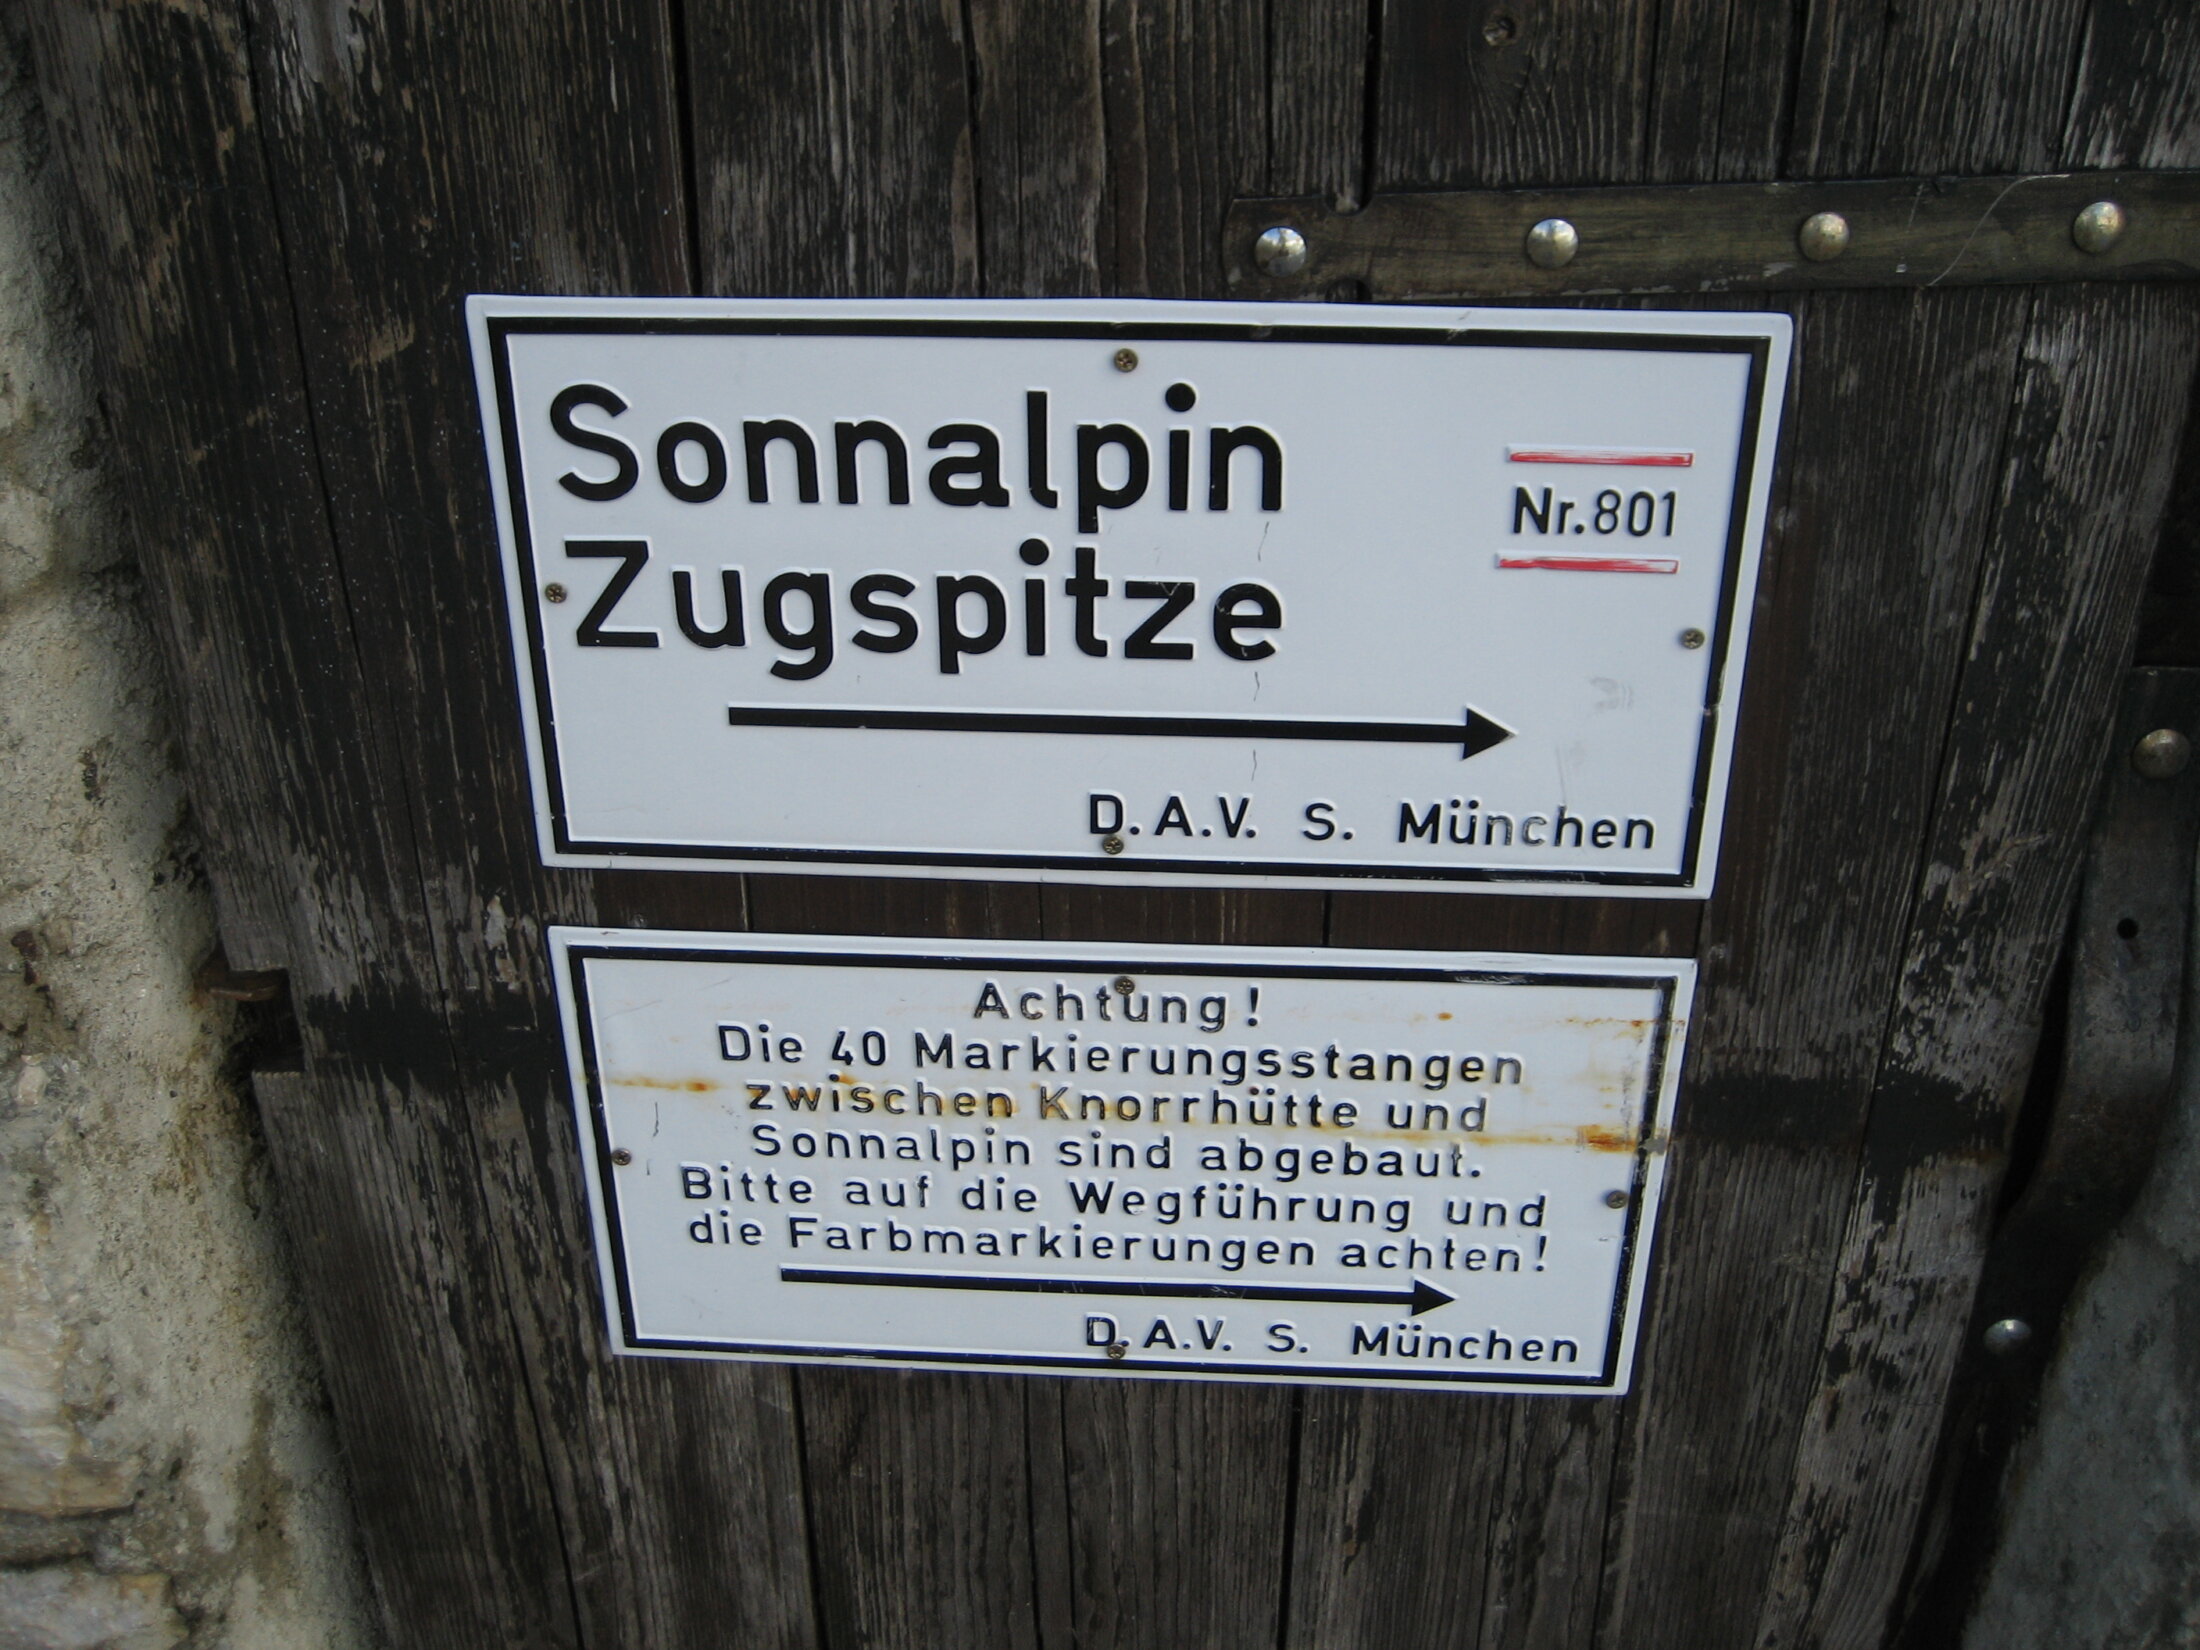 Sonnalpin
Zugspitze
Nr.801
D.A.V. S. München
Achtung!
Die 40 Markierungsstangen
zwischen Knorrhütte und
Sonnalpin sind abgebaut.
Bitte auf die Wegführung und
die Farbmarkierungen achten!
D.A.V. S. München